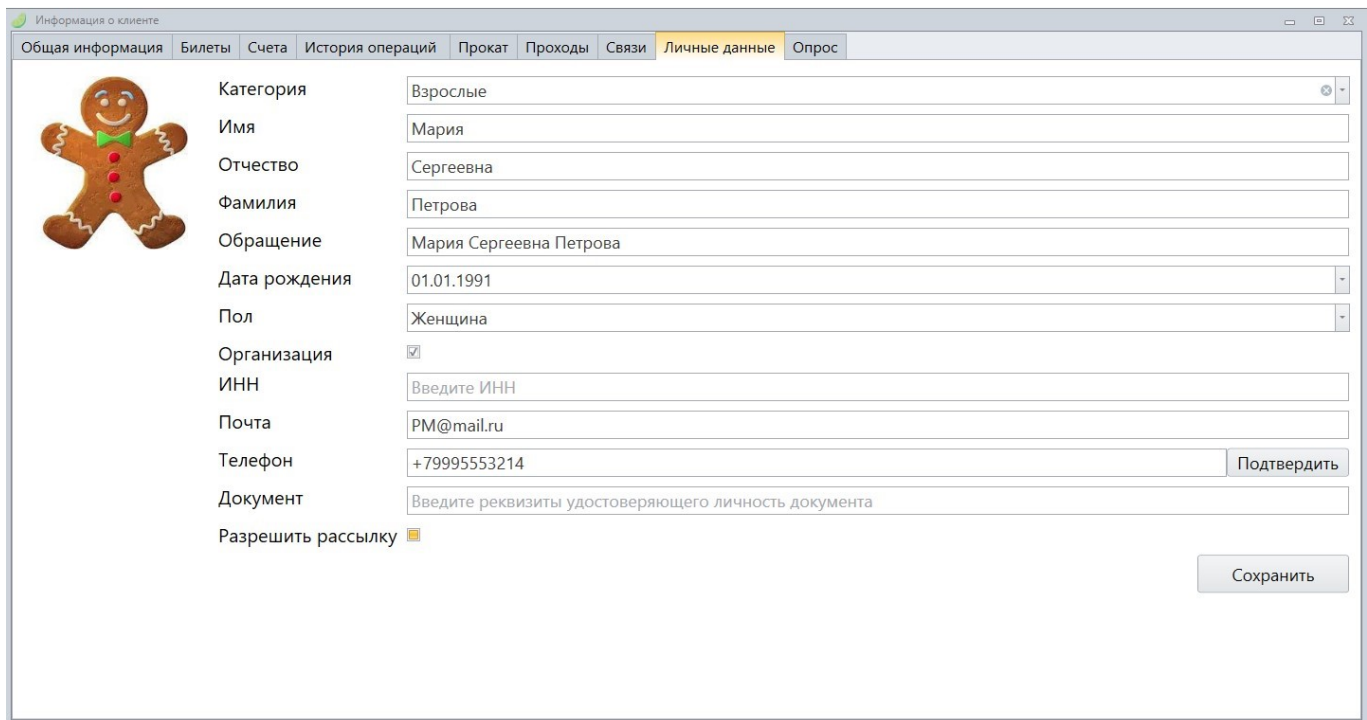 Информация о клиенте
Общая информация Билеты Счета История операций Прокат Проходы Связи Личные данные Опрос
Категория Взрослые
Имя Мария
Отчество Сергеевна
Фамилия Петрова
Обращение Мария Сергеевна Петрова
Дата рождения 01.01.1991
Пол Женщина
Организация
ИНН Введите ИНН
Почта PM@mail.ru
Телефон +79995553214 Подтвердить
Документ Введите реквизиты удостоверяющего личность документа
Разрешить рассылку
Сохранить